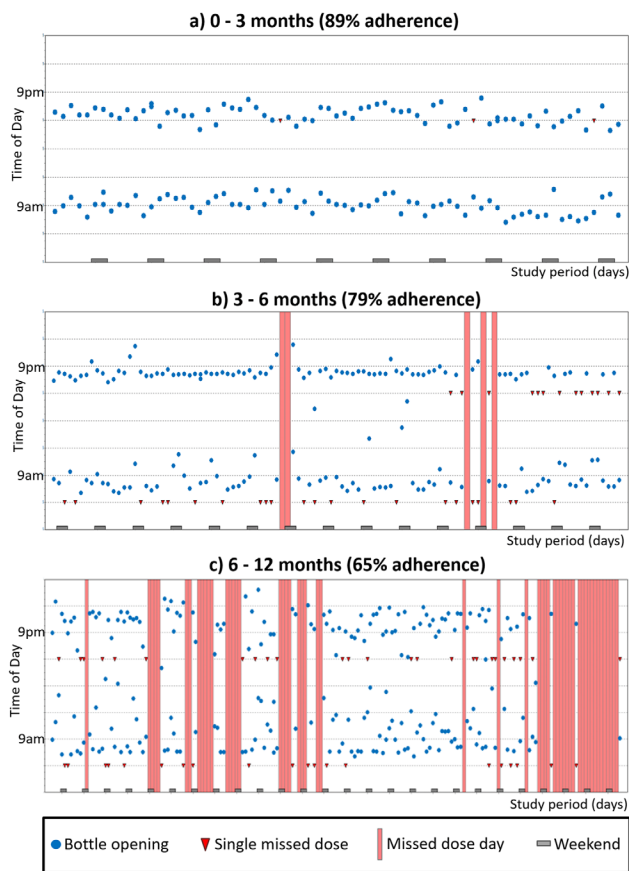 a) 0 - 3 months (89% adherence)
9pm
Time of Day
9am
Study period (days)
b) 3 - 6 months (79% adherence)
9pm
Time of Day
9am
Study period (days)
c) 6 - 12 months (65% adherence)
9pm
Time of Day
9am
Study period (days)
Bottle opening Single missed dose Missed dose day Weekend